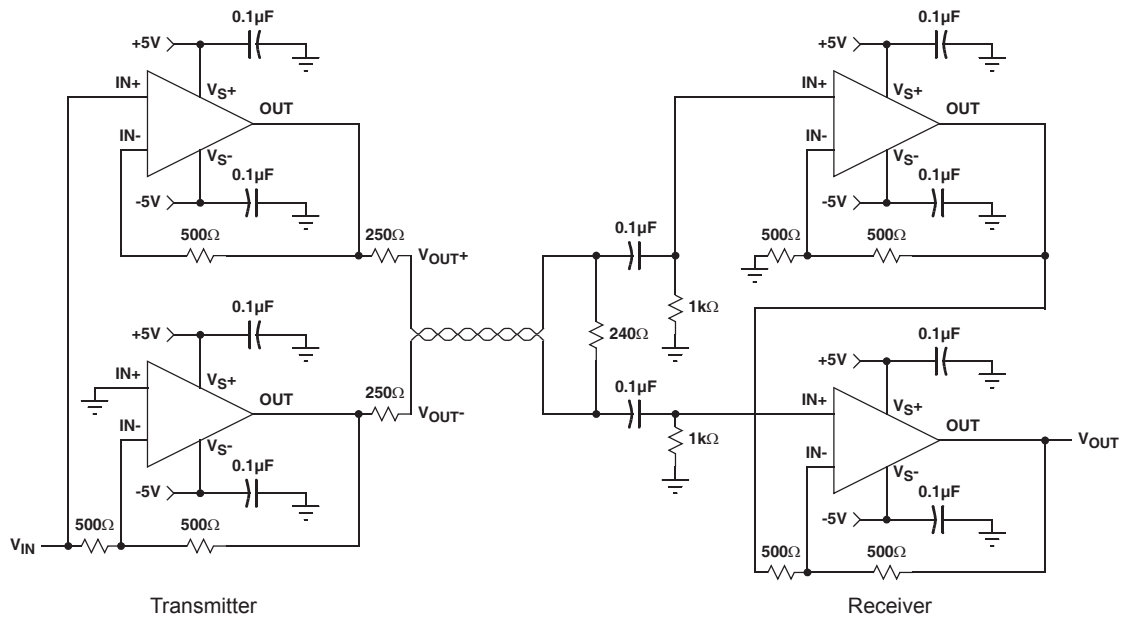 0.1µF
+5V
IN+
VS+
OUT
IN-
VS-
0.1µF
-5V
500Ω
250Ω
VOUT+
0.1µF
+5V
IN+
VS+
OUT
250Ω
VOUT-
IN-
VS-
0.1µF
-5V
500Ω
500Ω
VIN
Transmitter
0.1µF
1kΩ
240Ω
0.1µF
1kΩ
0.1µF
+5V
IN+
VS+
OUT
IN-
VS-
0.1µF
-5V
500Ω
500Ω
0.1µF
+5V
IN+
VS+
OUT
VOUT
IN-
VS-
0.1µF
-5V
500Ω
500Ω
Receiver